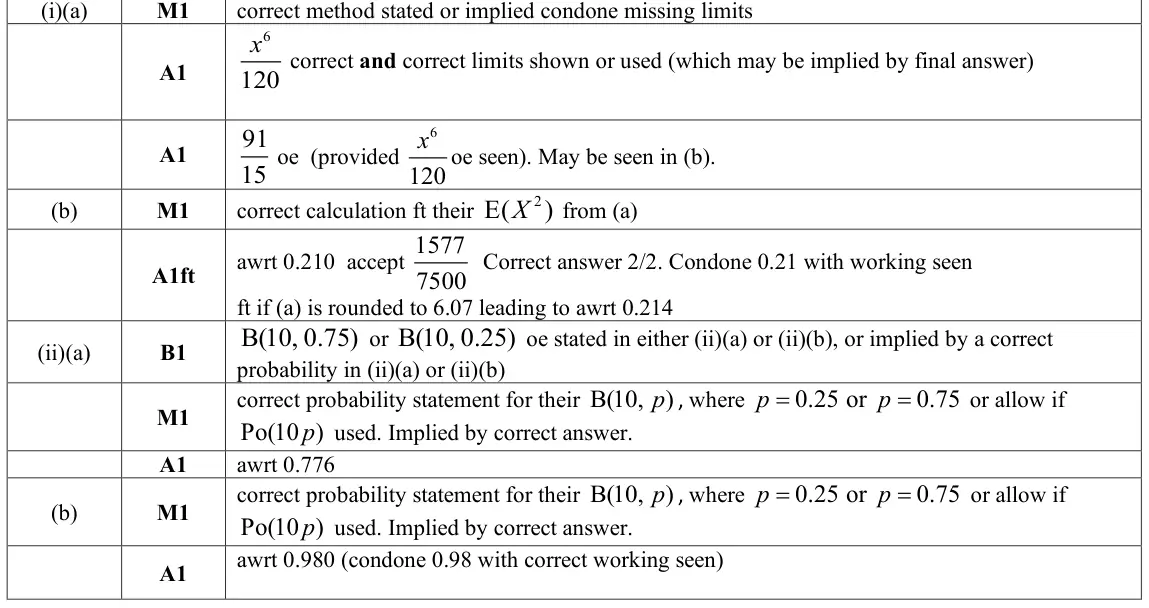 (i)(a) M1 correct method stated or implied condone missing limits
A1 x^6/120 correct and correct limits shown or used (which may be implied by final answer)
A1 91/15 oe (provided x^6/120 oe seen). May be seen in (b).
(b) M1 correct calculation ft their E(X^2) from (a)
A1ft awrt 0.210 accept 1577/7500 Correct answer 2/2. Condone 0.21 with working seen
ft if (a) is rounded to 6.07 leading to awrt 0.214
(ii)(a) B1 B(10, 0.75) or B(10, 0.25) oe stated in either (ii)(a) or (ii)(b), or implied by a correct
probability in (ii)(a) or (ii)(b)
M1 correct probability statement for their B(10, p), where p = 0.25 or p = 0.75 or allow if
Po(10p) used. Implied by correct answer.
A1 awrt 0.776
(b) M1 correct probability statement for their B(10, p), where p = 0.25 or p = 0.75 or allow if
Po(10p) used. Implied by correct answer.
A1 awrt 0.980 (condone 0.98 with correct working seen)